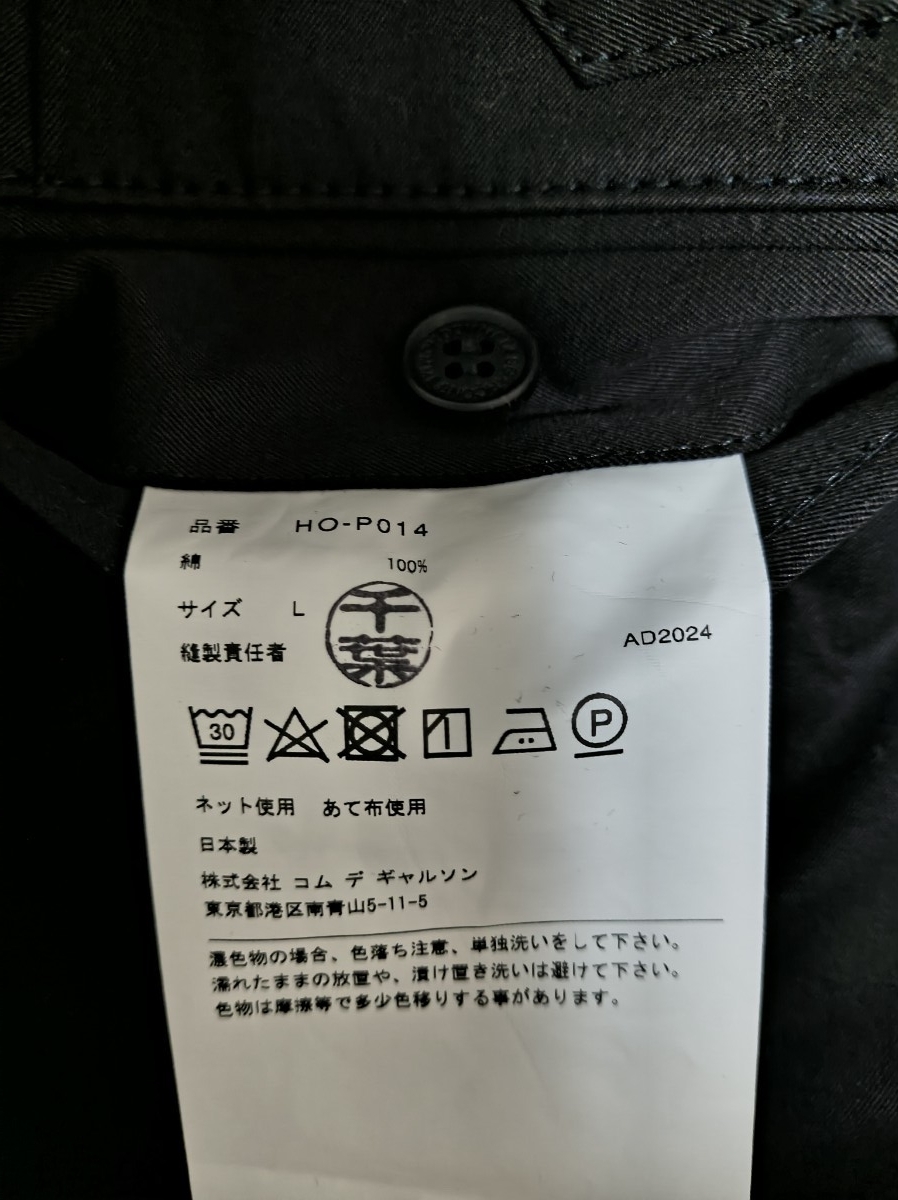 品番 HO-P014
綿 100%
サイズ L
千葉
縫製責任者
AD2024
30
P
ネット使用 あて布使用
日本製
株式会社 コム デ ギャルソン
東京都港区南青山5-11-5
濃色物の場合、色落ち注意、単独洗いをして下さい。
濡れたままの放置や、漬け置き洗いは避けて下さい。
色物は摩擦等で多少色移りする事があります。